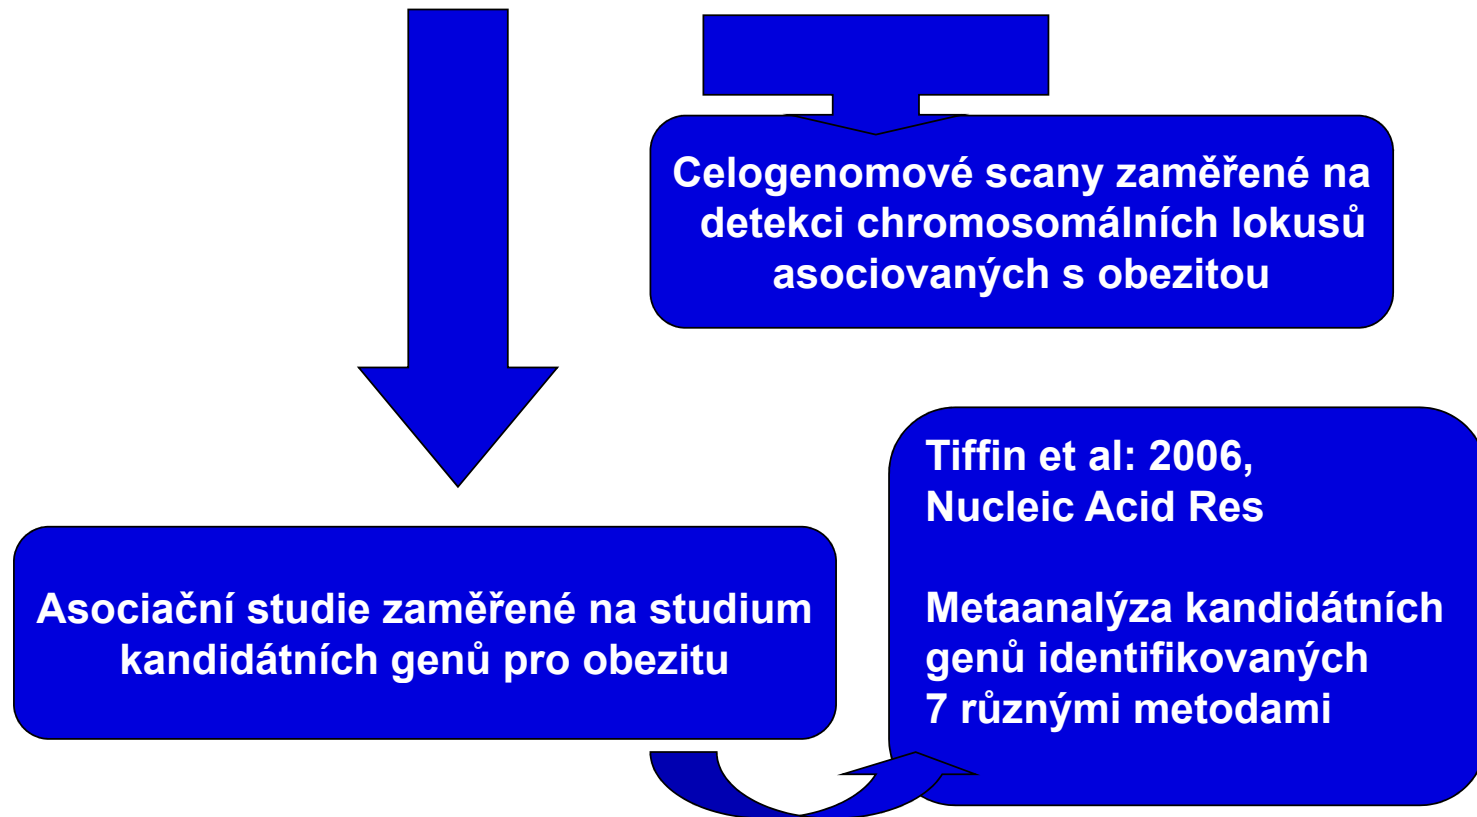 Celogenomové scany zaměřené na
detekci chromosomálních lokusů
asociovaných s obezitou
Asociační studie zaměřené na studium
kandidátních genů pro obezitu
Tiffin et al: 2006,
Nucleic Acid Res
Metaanalýza kandidátních
genů identifikovaných
7 různými metodami